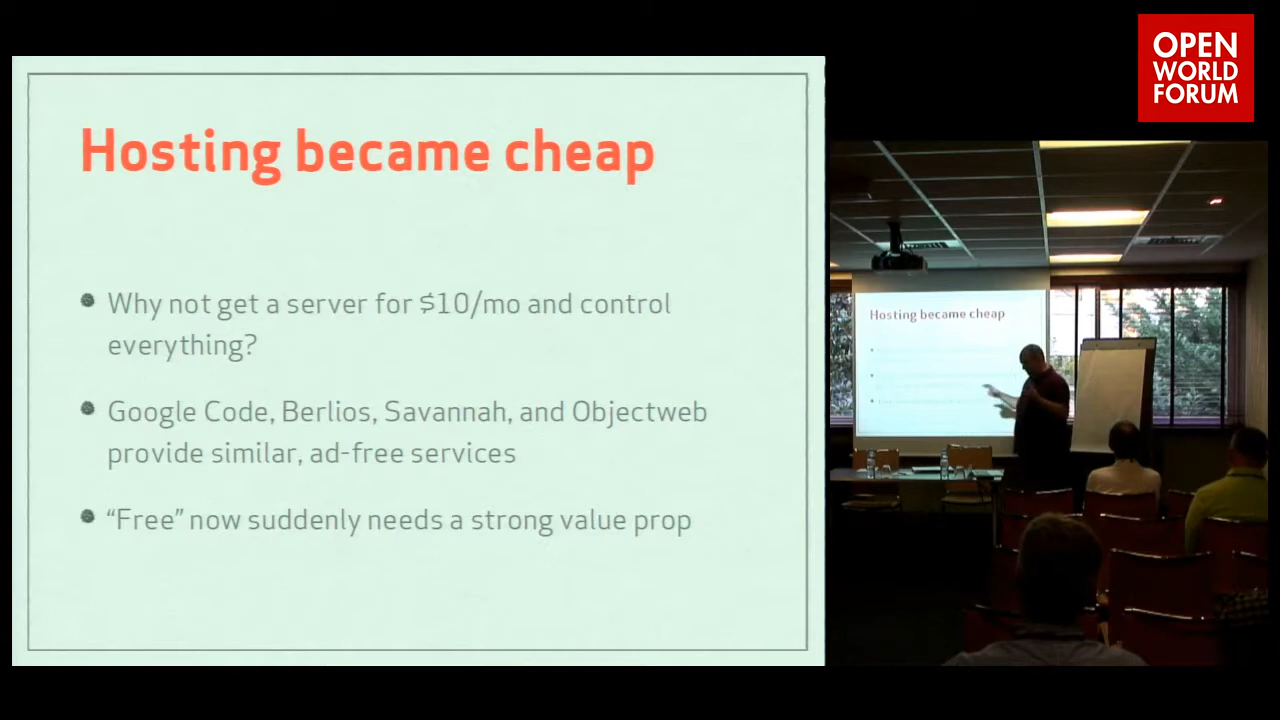 OPEN
WORLD
FORUM
Hosting became cheap
Why not get a server for $10/mo and control
everything?
Google Code, Berlios, Savannah, and Objectweb
provide similar, ad-free services
“Free” now suddenly needs a strong value prop
Hosting became cheap